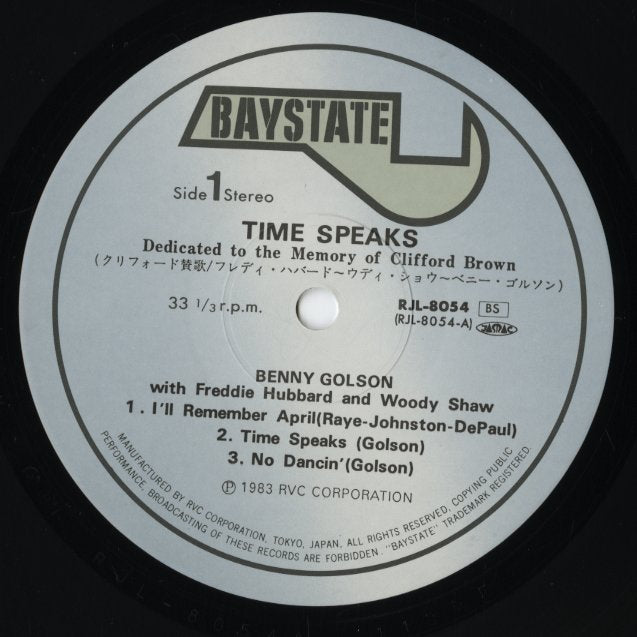 BAYSTATE
Side 1 Stereo
TIME SPEAKS
Dedicated to the Memory of Clifford Brown
(クリフォード賛歌/フレディ・ハバード〜ウディ・ショウ〜ベニー・ゴルソン)
33 1/3 r.p.m.
RJL-8054 BS
(RJL-8054-A) JASRAC
BENNY GOLSON
with Freddie Hubbard and Woody Shaw
1. I'll Remember April(Raye-Johnston-DePaul)
2. Time Speaks (Golson)
3. No Dancin'(Golson)
Ⓟ 1983 RVC CORPORATION
MANUFACTURED BY RVC CORPORATION, TOKYO, JAPAN, ALL RIGHTS RESERVED, COPYING PUBLIC
PERFORMANCE, BROADCASTING OF THESE RECORDS ARE FORBIDDEN. "BAYSTATE" TRADEMARK REGISTERED.